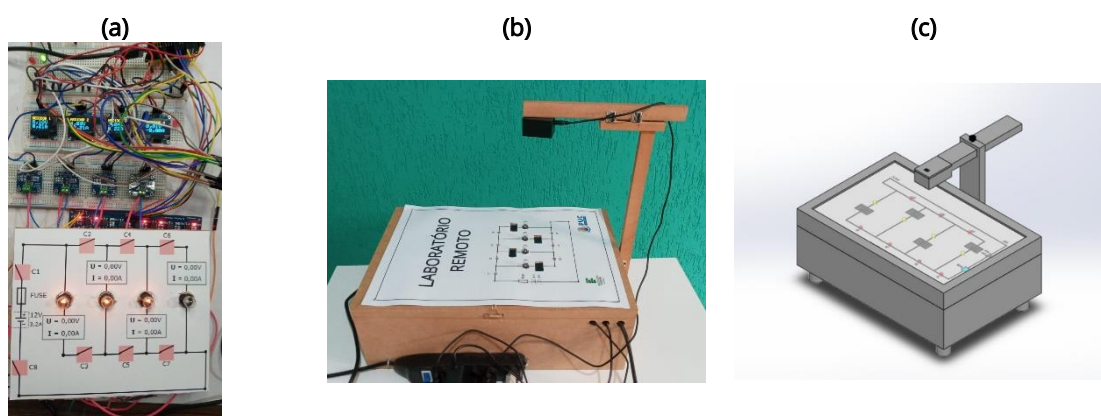 (a)
(b)
(c)
C2
C4
C6
U = 0,00V
I = 0,00A
U = 0,00V
I = 0,00A
C1
FUSE
12V
U = 0,00V
I = 0,00A
U = 0,00V
I = 0,00A
C3
C5
C7
C8
LABORATÓRIO
REMOTO